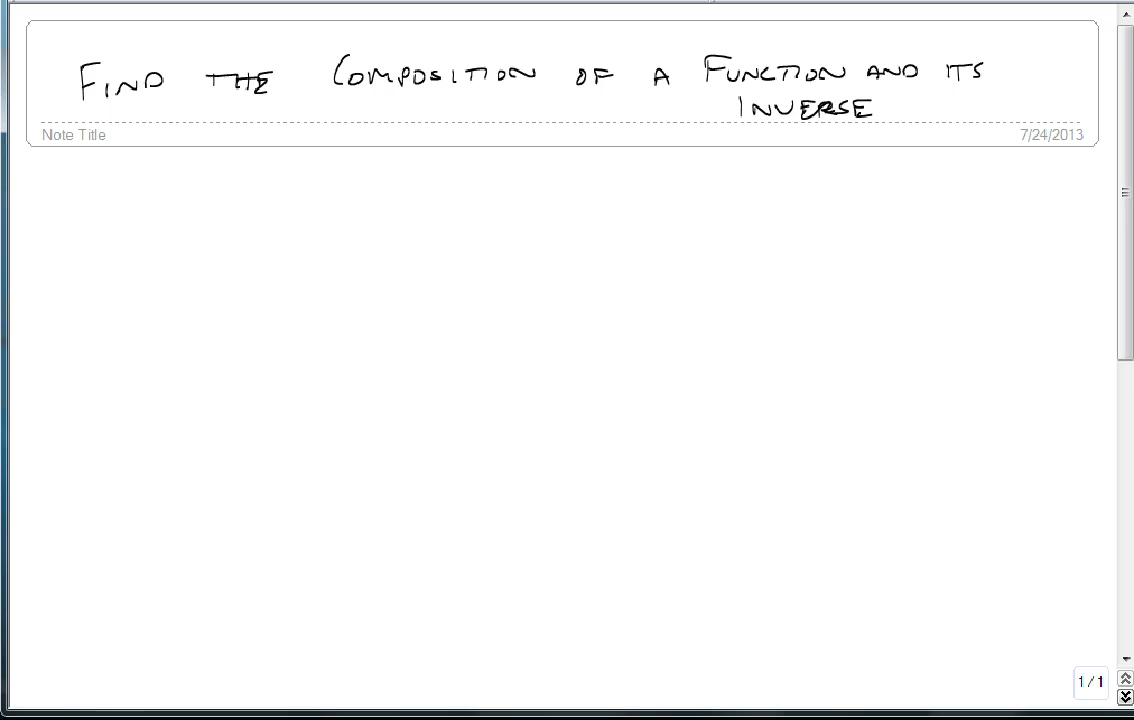 FIND THE COMPOSITION OF A FUNCTION AND ITS
INVERSE
Note Title
7/24/2013
1/1